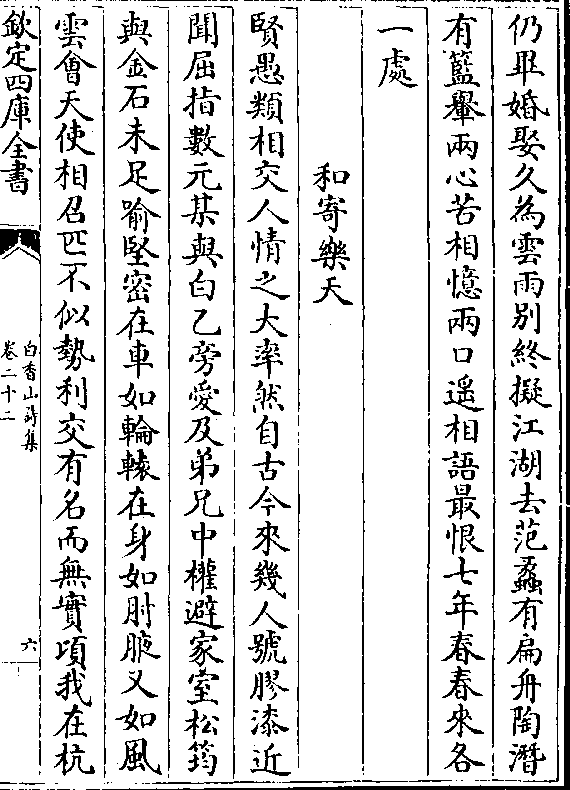 仍畢婚娶久為雲雨別終擬江湖去范蠡有扁舟陶潛
有籃轝兩心苦相憶兩口遥相語最恨七年春春來各
一處
和寄樂天
賢愚類相交人情之大率然自古今來幾人號膠漆近
聞屈指數元某與白乙旁愛及弟兄中權避家室松筠
與金石未足喻堅密在車如輪轅在身如肘腋又如風
雲會天使相召匹不似勢利交有名而無實頃我在杭
欽定四庫全書
白香山詩集
卷二十二
六